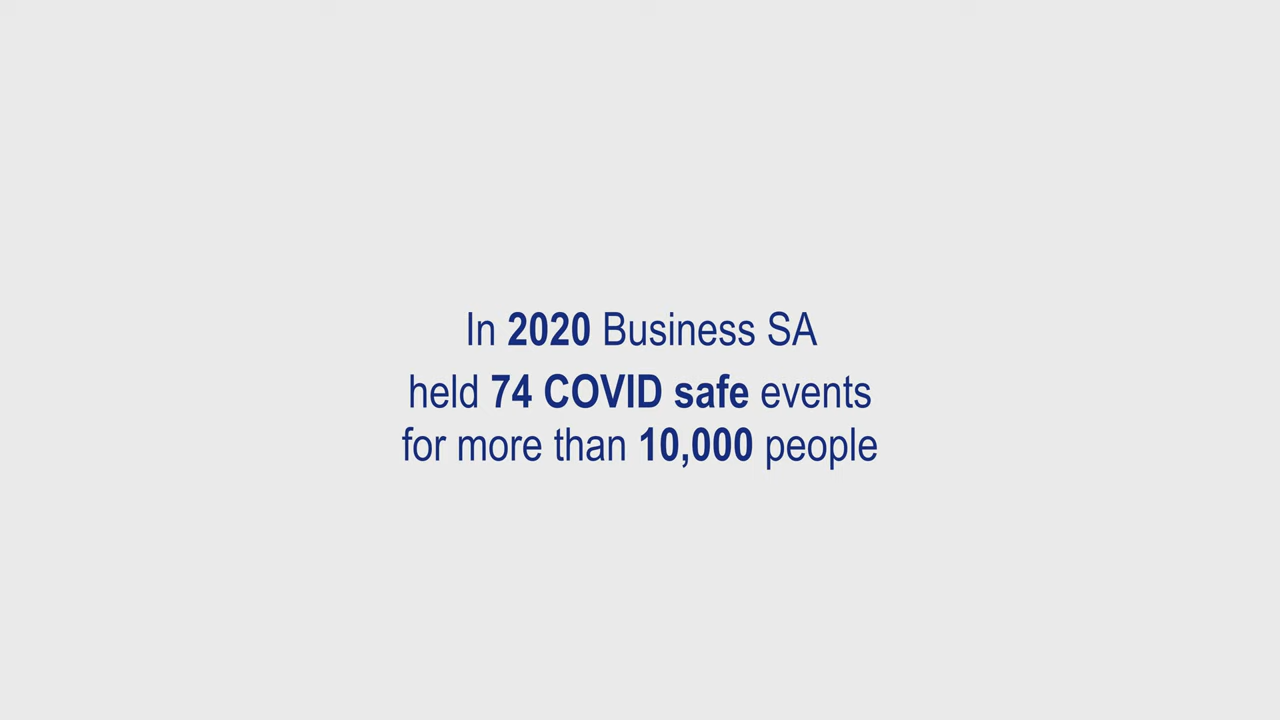 In 2020 Business SA
held 74 COVID safe events
for more than 10,000 people